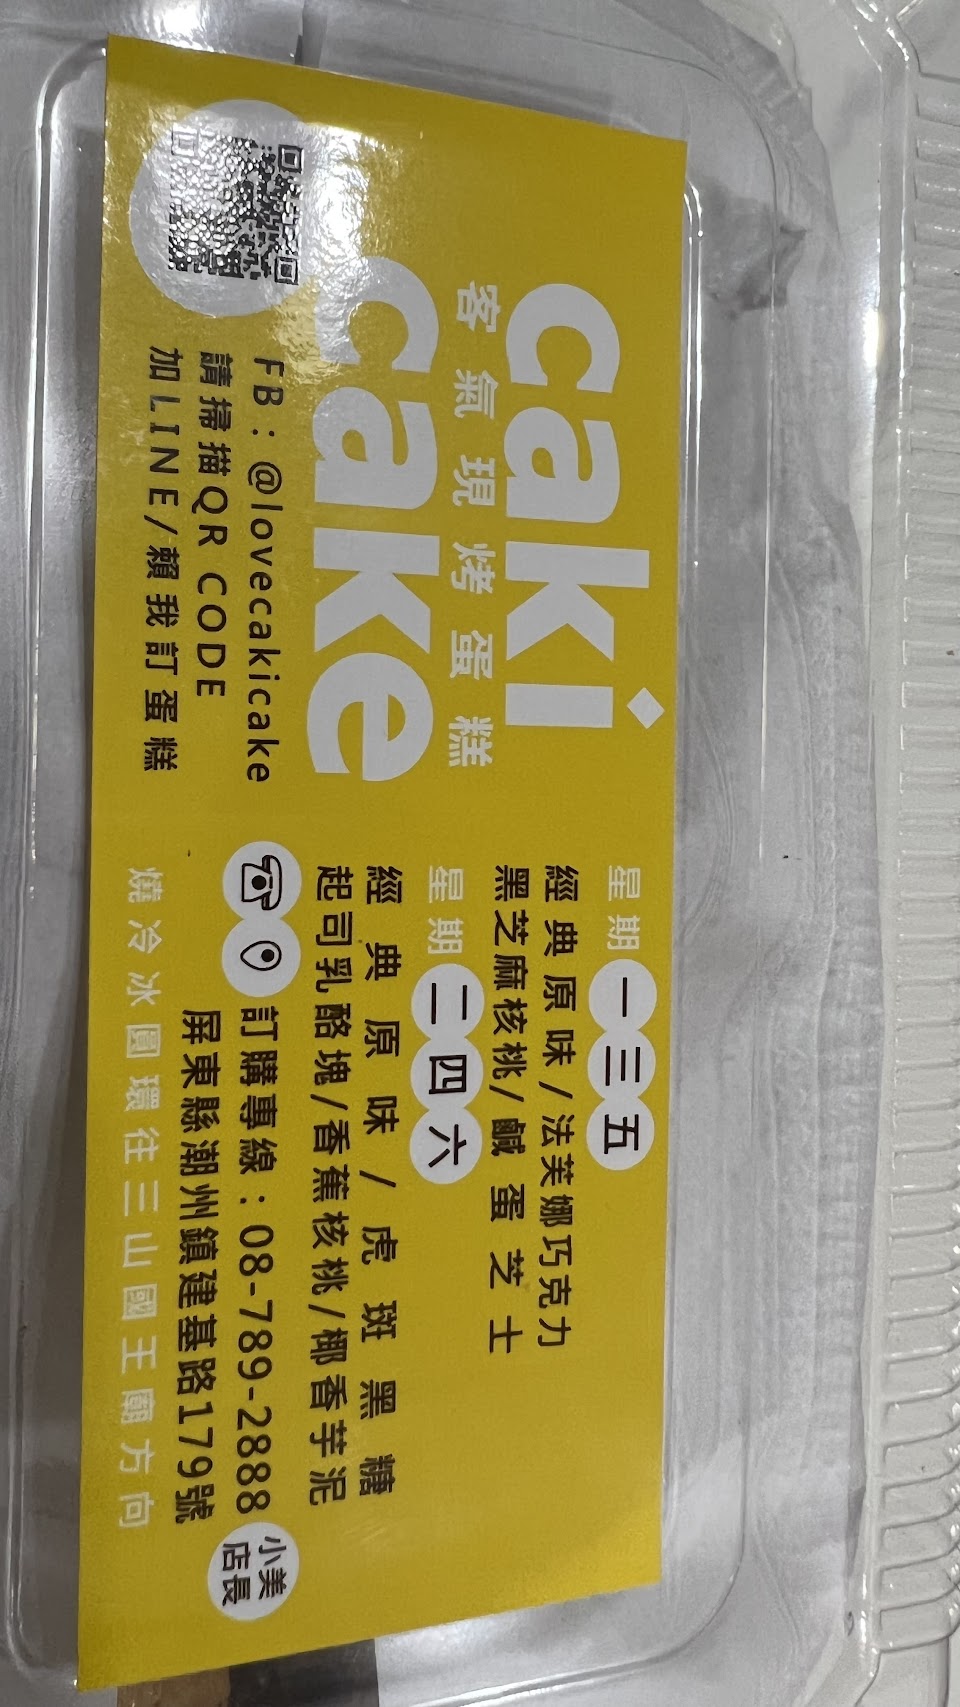 caki
客氣現烤蛋糕
cake
FB：@lovecakicake
請掃描QR CODE
加LINE/賴我訂蛋糕
星期一三五
經典原味/法芙娜巧克力
黑芝麻核桃/鹹蛋芝士
星期二四六
經典原味/虎斑黑糖
起司乳酪塊/香蕉核桃/椰香芋泥
訂購專線：08-789-2888
小美
店長
屏東縣潮州鎮建基路179號
燒冷冰圓環往三山國王廟方向